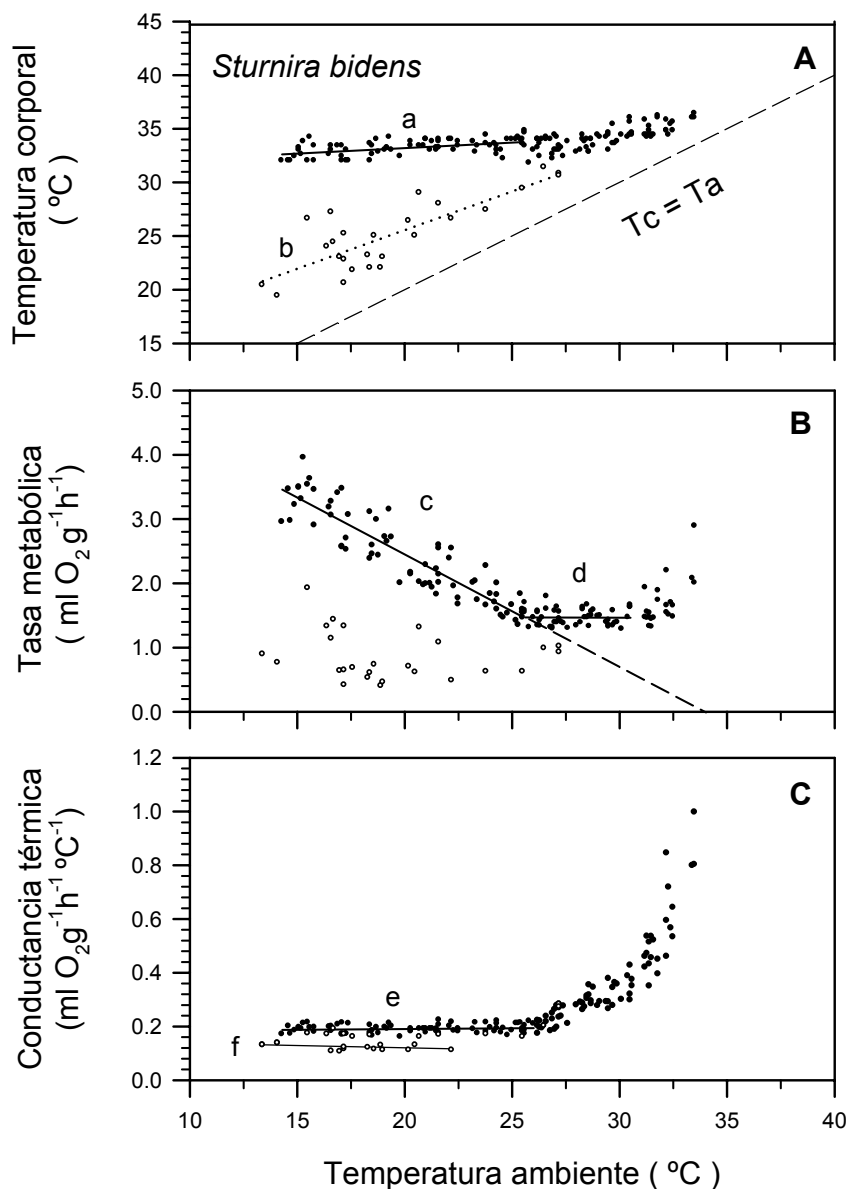 Temperatura corporal
( ºC )
45
40
35
30
25
20
15
Sturnira bidens
A
a
b
Tc = Ta
Tasa metabólica
( ml O2 g-1h-1)
5.0
4.0
3.0
2.0
1.0
0.0
B
c
d
Conductancia térmica
(ml O2g-1h-1 ºC-1)
1.2
1.0
0.8
0.6
0.4
0.2
0.0
C
e
f
10 15 20 25 30 35 40
Temperatura ambiente ( ºC )